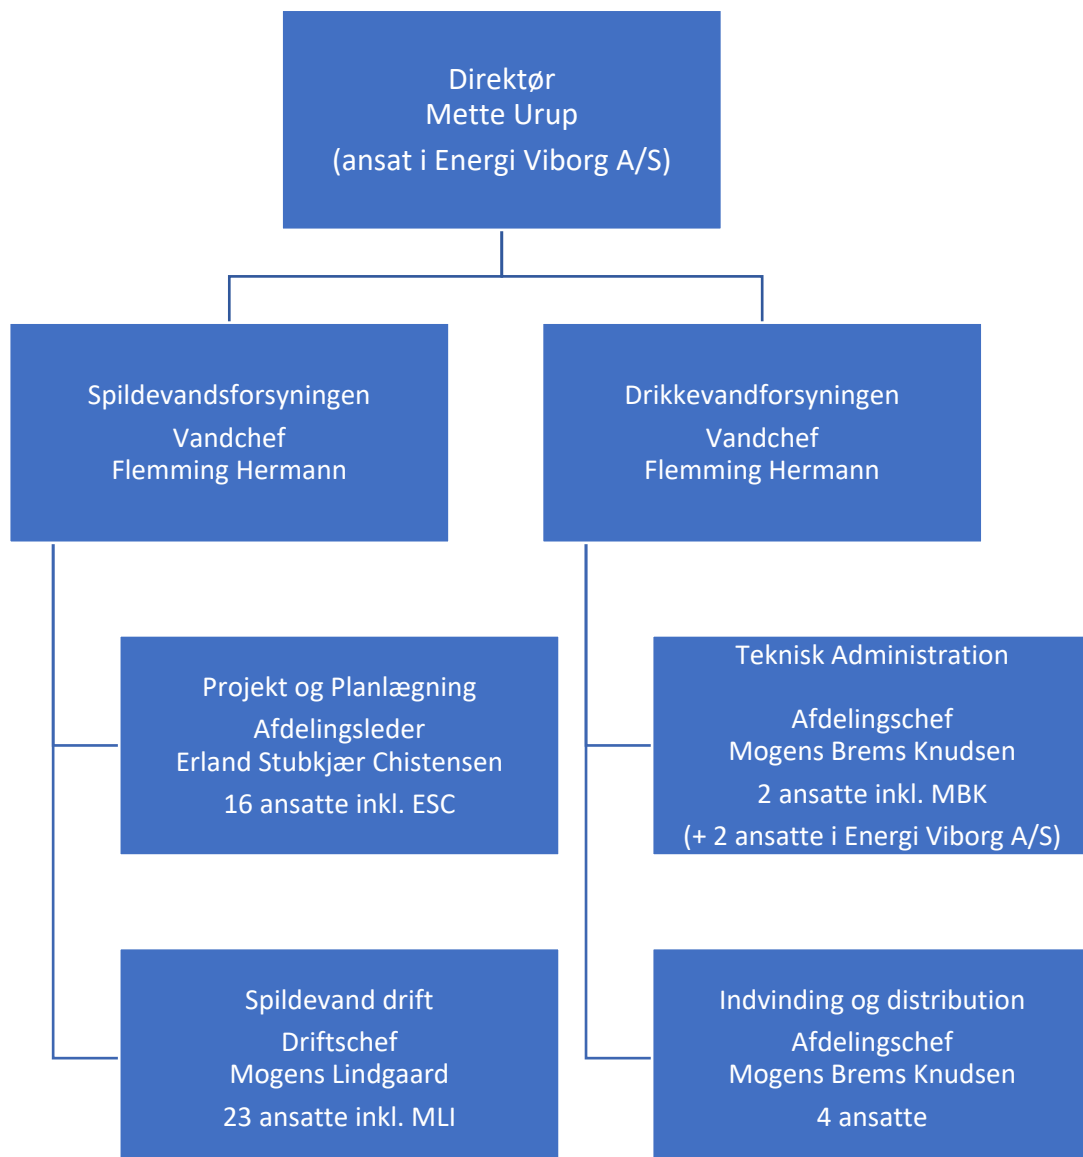 Direktør
Mette Urup
(ansat i Energi Viborg A/S)
Spildevandsforsyningen
Vandchef
Flemming Hermann
Drikkevandforsyningen
Vandchef
Flemming Hermann
Projekt og Planlægning
Afdelingsleder
Erland Stubkjær Chistensen
16 ansatte inkl. ESC
Teknisk Administration
Afdelingschef
Mogens Brems Knudsen
2 ansatte inkl. MBK
(+ 2 ansatte i Energi Viborg A/S)
Spildevand drift
Driftschef
Mogens Lindgaard
23 ansatte inkl. MLI
Indvinding og distribution
Afdelingschef
Mogens Brems Knudsen
4 ansatte